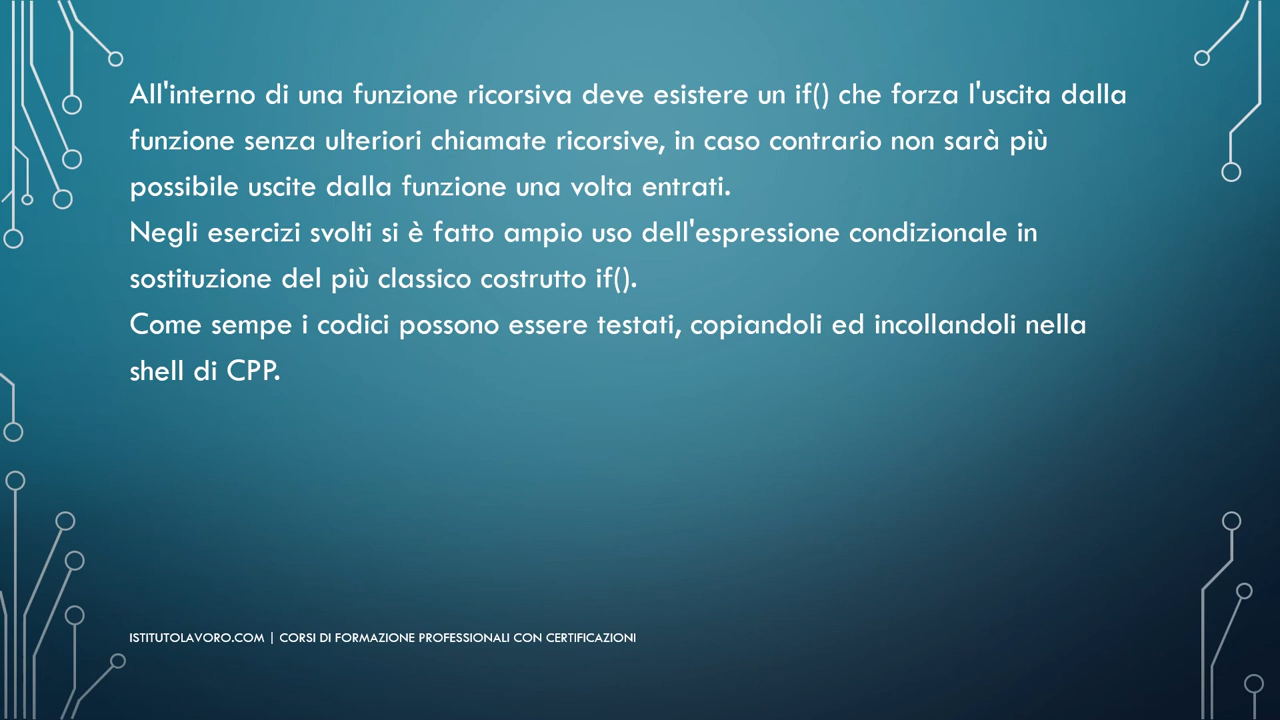 All'interno di una funzione ricorsiva deve esistere un if() che forza l'uscita dalla
funzione senza ulteriori chiamate ricorsive, in caso contrario non sarà più
possibile uscite dalla funzione una volta entrati.
Negli esercizi svolti si è fatto ampio uso dell'espressione condizionale in
sostituzione del più classico costrutto if().
Come sempe i codici possono essere testati, copiandoli ed incollandoli nella
shell di CPP.
ISTITUTOLAVORO.COM | CORSI DI FORMAZIONE PROFESSIONALI CON CERTIFICAZIONI